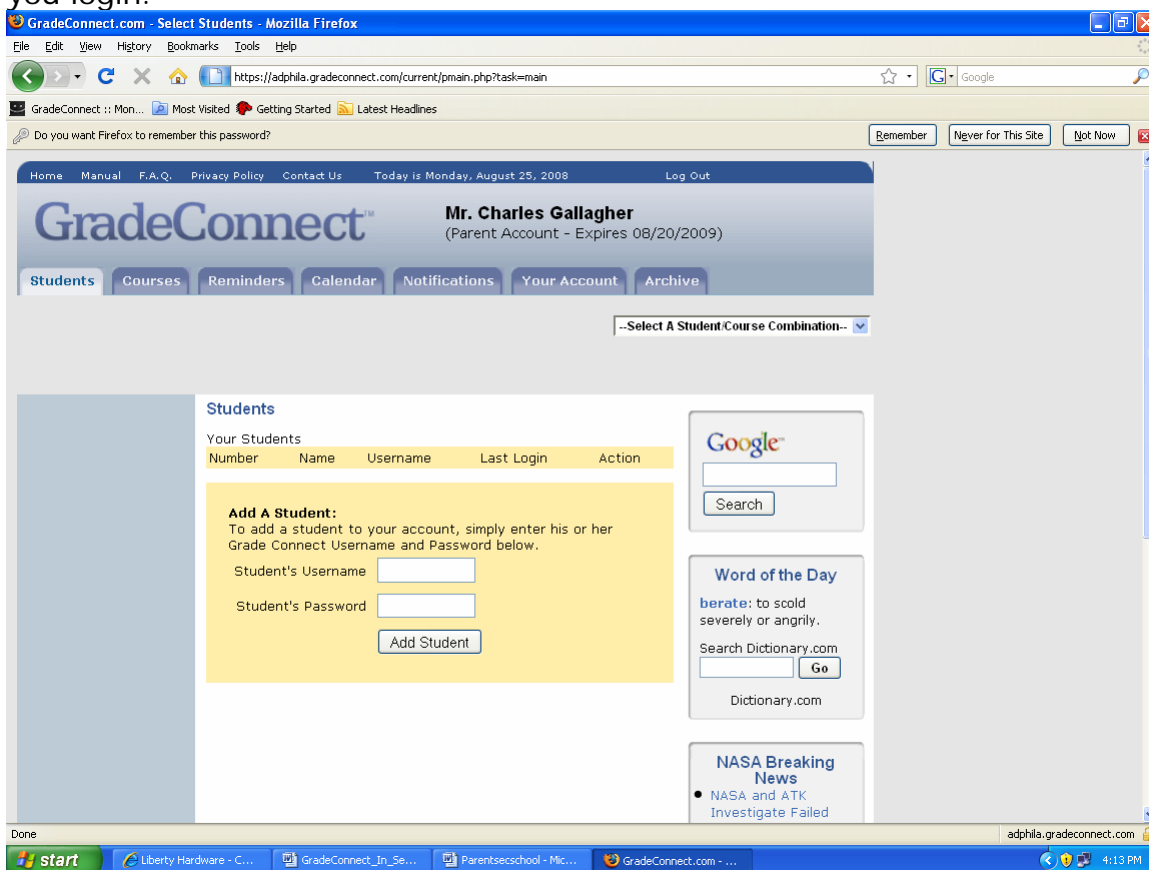 you login.
GradeConnect.com - Select Students - Mozilla Firefox
File Edit View History Bookmarks Tools Help
https://adphila.gradeconnect.com/current/pmain.php?task=main
Google
GradeConnect :: Mon... Most Visited Getting Started Latest Headlines
Do you want Firefox to remember this password?
Remember Never for This Site Not Now
Home Manual F.A.Q. Privacy Policy Contact Us Today is Monday, August 25, 2008 Log Out
GradeConnect™
Mr. Charles Gallagher
(Parent Account - Expires 08/20/2009)
Students Courses Reminders Calendar Notifications Your Account Archive
--Select A Student/Course Combination--
Students
Your Students
Number Name Username Last Login Action
Add A Student:
To add a student to your account, simply enter his or her
Grade Connect Username and Password below.
Student's Username
Student's Password
Add Student
Google™
Search
Word of the Day
berate: to scold
severely or angrily.
Search Dictionary.com
Go
Dictionary.com
NASA Breaking
News
NASA and ATK
Investigate Failed
Done
adphila.gradeconnect.com
start Liberty Hardware - C... GradeConnect_In_Se... Parentsecschool - Mic... GradeConnect.com - ... 4:13 PM